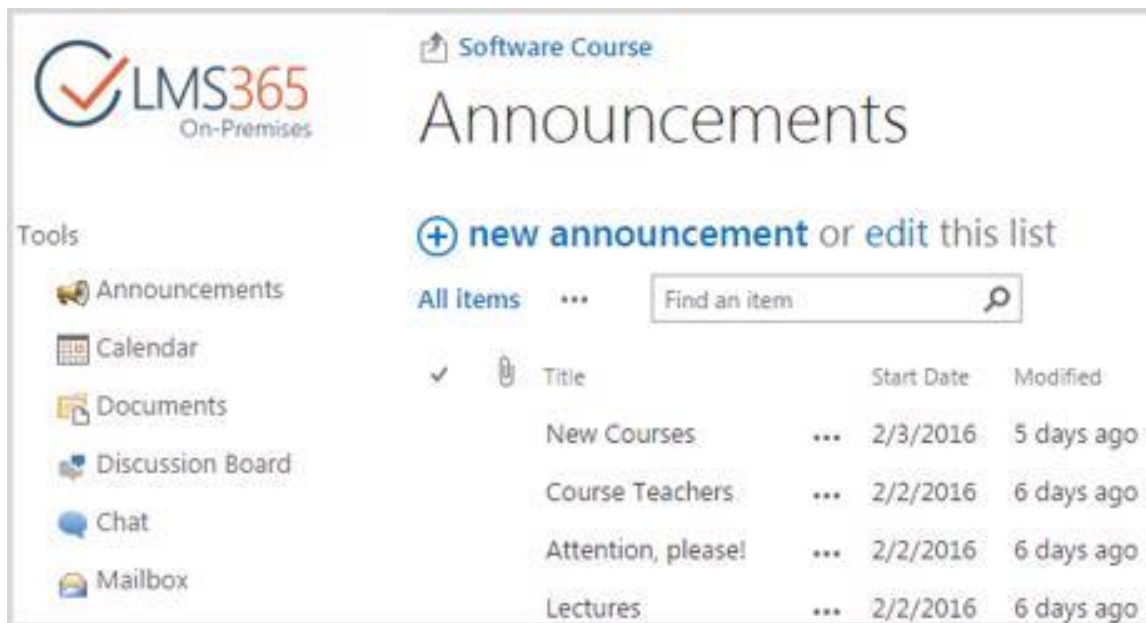 LMS365
On-Premises
Software Course
Announcements
Tools
Announcements
Calendar
Documents
Discussion Board
Chat
Mailbox
new announcement or edit this list
All items ... Find an item
Title Start Date Modified
New Courses ... 2/3/2016 5 days ago
Course Teachers ... 2/2/2016 6 days ago
Attention, please! ... 2/2/2016 6 days ago
Lectures ... 2/2/2016 6 days ago